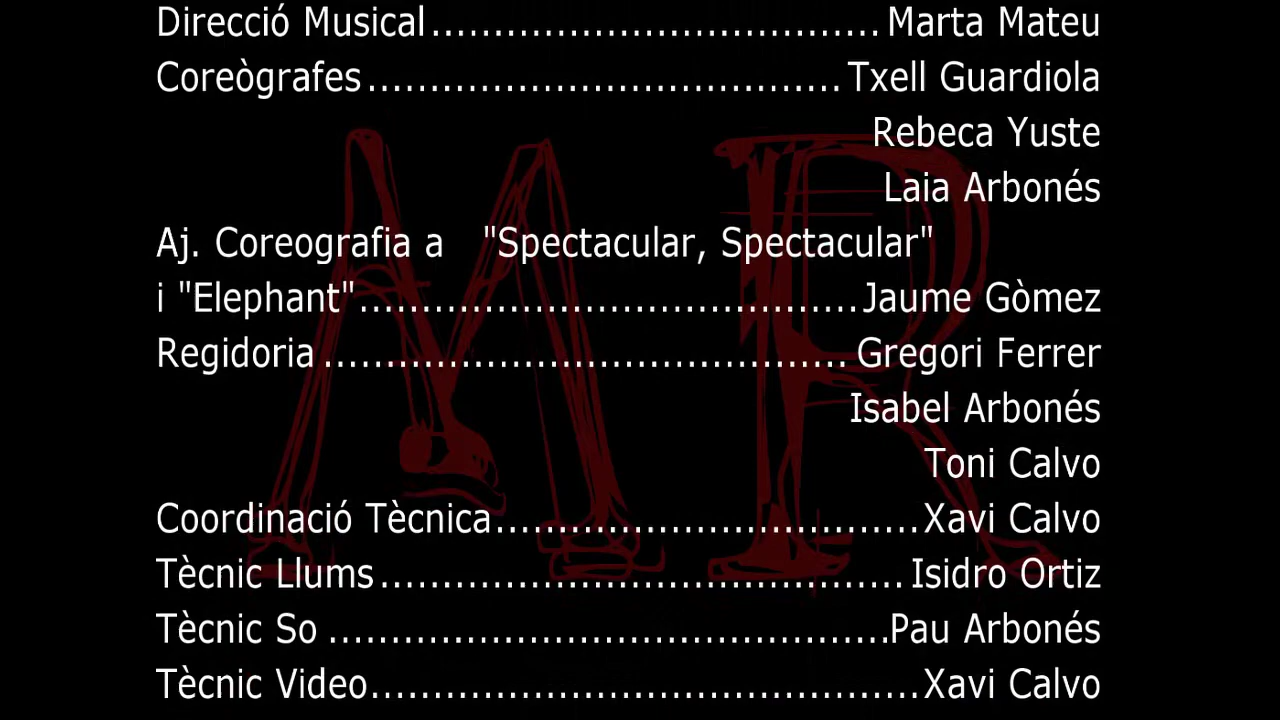 Direcció Musical.................................... Marta Mateu
Coreògrafes......................................Txell Guardiola
Rebeca Yuste
Laia Arbonés
Aj. Coreografia a "Spectacular, Spectacular"
i "Elephant"........................................Jaume Gòmez
Regidoria.......................................... Gregori Ferrer
Isabel Arbonés
Toni Calvo
Coordinació Tècnica..................................Xavi Calvo
Tècnic Llums.......................................... Isidro Ortiz
Tècnic So .............................................Pau Arbonés
Tècnic Video............................................Xavi Calvo
MR